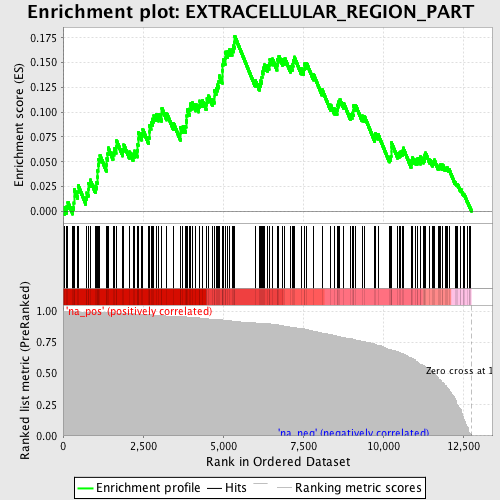 Enrichment plot: EXTRACELLULAR_REGION_PART
Enrichment score (ES)
0.175
0.150
0.125
0.100
0.075
0.050
0.025
0.000
'na_pos' (positively correlated)
Ranked list metric (PreRanked)
1.00
0.75
0.50
0.25
0.00
Zero cross at 1
'na_neg' (negatively correlated)
0
2,500
5,000
7,500
10,000
12,500
Rank in Ordered Dataset
Enrichment profile
Hits
Ranking metric scores